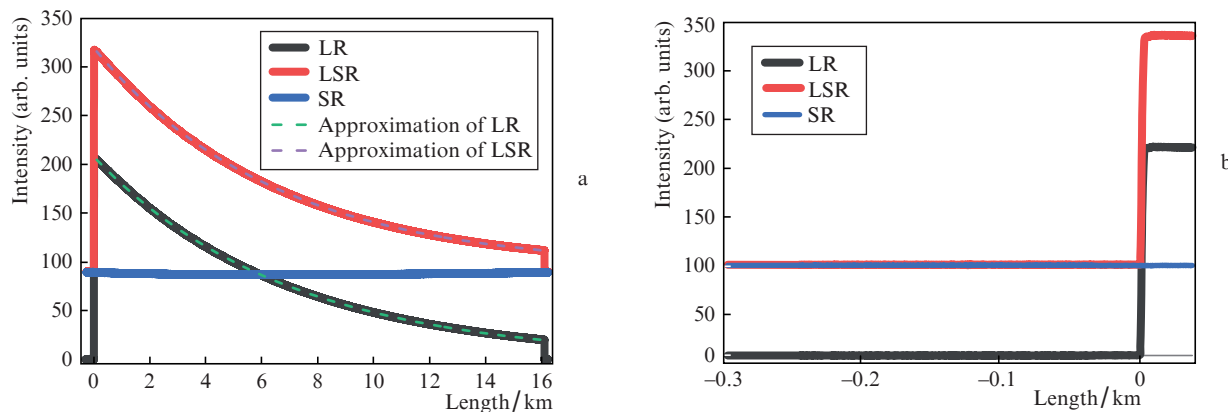 350
300
250
200
150
100
50
0
Intensity (arb. units)
LR
LSR
SR
Approximation of LR
Approximation of LSR
0 2 4 6 8 10 12 14 16
Length/km
a
350
300
250
200
150
100
350
0
Intensity (arb. units)
LR
LSR
SR
–0.3 –0.2 –0.1 0
Length/km
b